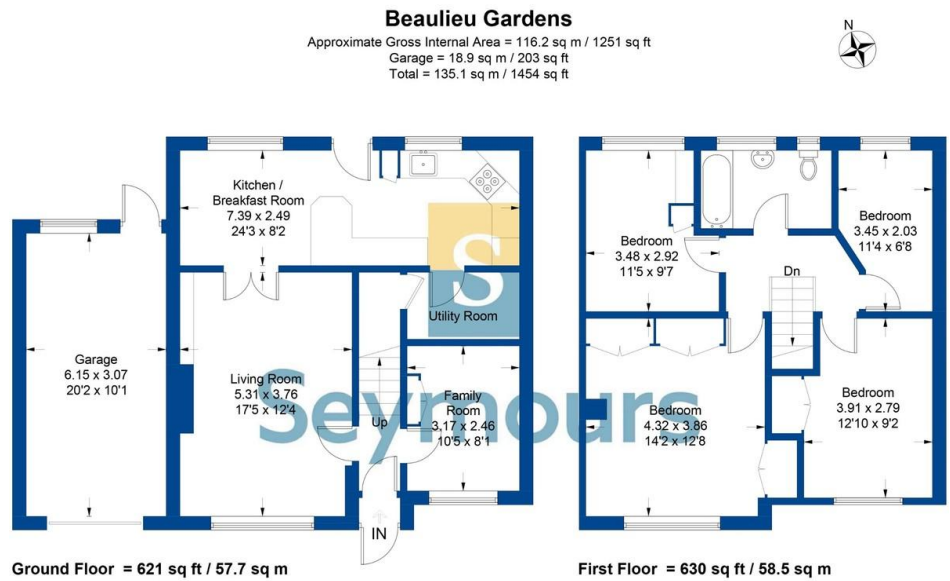 Beaulieu Gardens
Approximate Gross Internal Area = 116.2 sq m / 1251 sq ft
Garage = 18.9 sq m / 203 sq ft
Total = 135.1 sq m / 1454 sq ft
N
Kitchen /
Breakfast Room
7.39 x 2.49
24'3 x 8'2
S
Utility Room
Garage
6.15 x 3.07
20'2 x 10'1
Living Room
5.31 x 3.76
17'5 x 12'4
Up
Family
Room
3.17 x 2.46
10'5 x 8'1
IN
Seymours
Bedroom
3.48 x 2.92
11'5 x 9'7
Bedroom
3.45 x 2.03
11'4 x 6'8
Dn
Bedroom
4.32 x 3.86
14'2 x 12'8
Bedroom
3.91 x 2.79
12'10 x 9'2
Ground Floor = 621 sq ft / 57.7 sq m
First Floor = 630 sq ft / 58.5 sq m